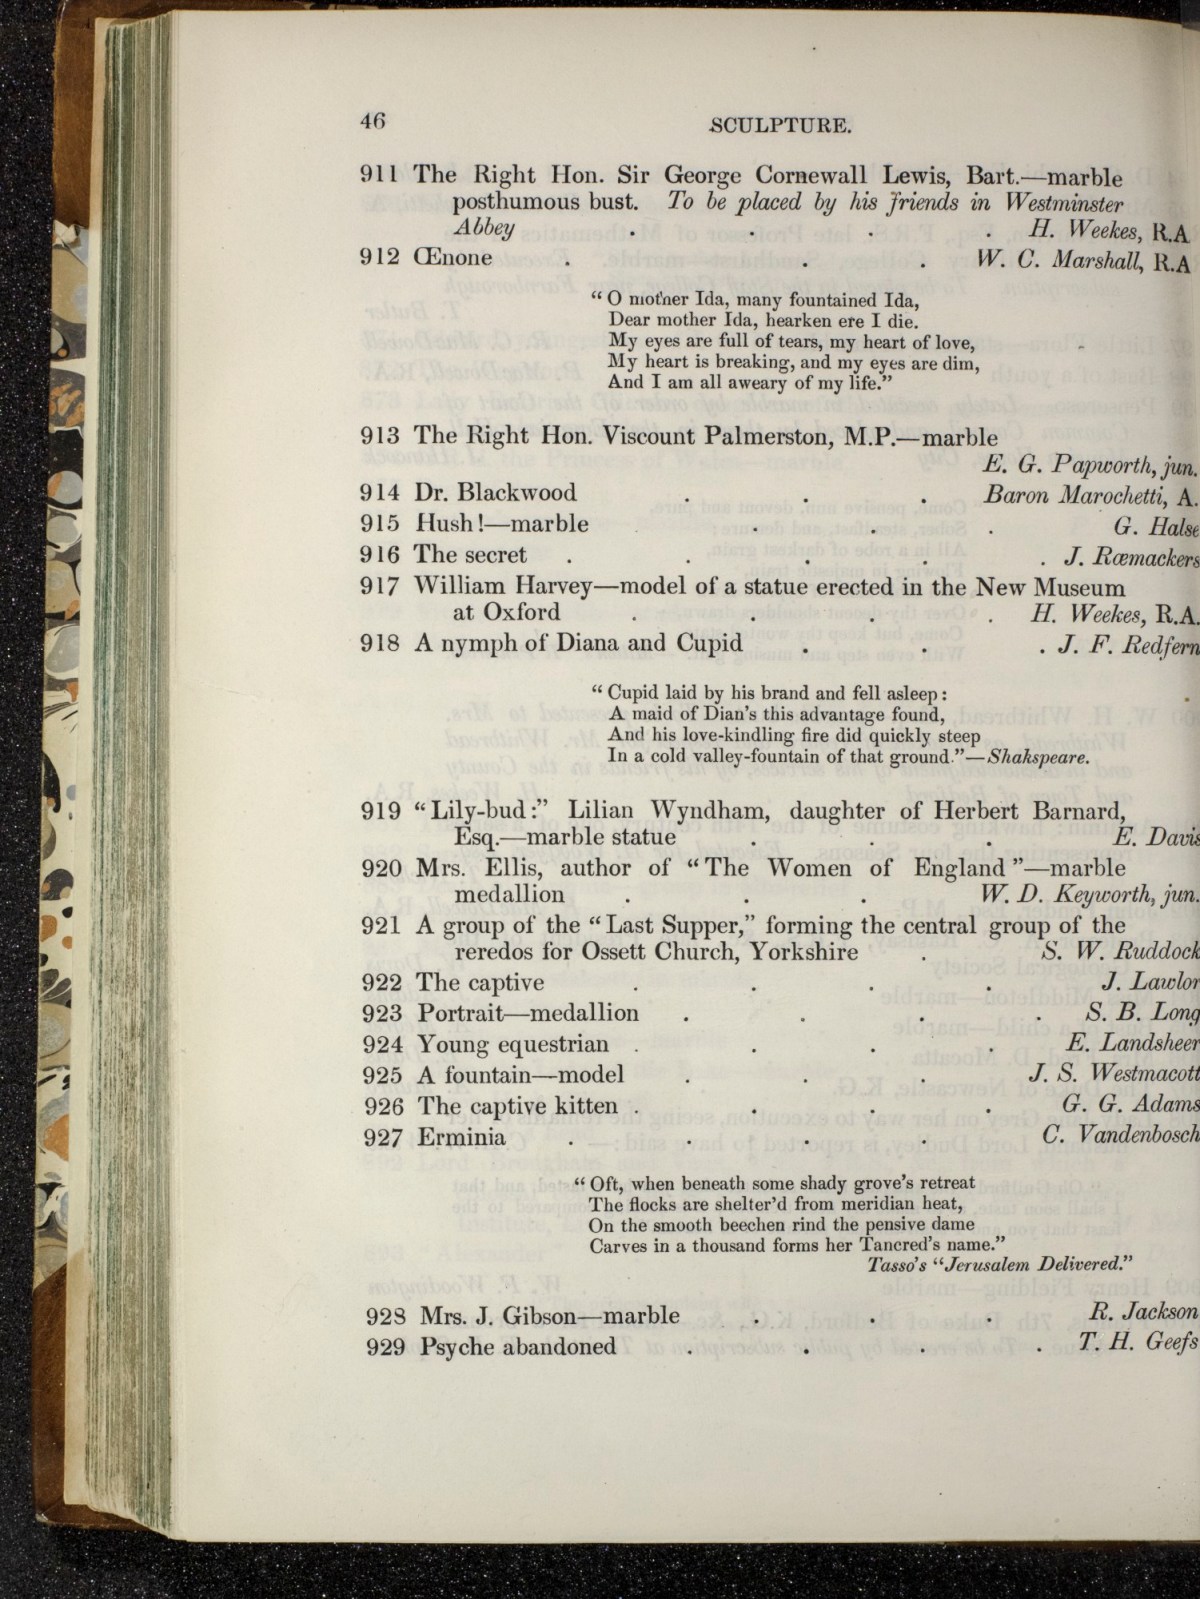 46 SCULPTURE.
911 The Right Hon. Sir George Cornewall Lewis, Bart.—marble
posthumous bust. To be placed by his friends in Westminster
Abbey . . . . H. Weekes, R.A
912 Œnone . . . W. C. Marshall, R.A
“ O mother Ida, many fountained Ida,
Dear mother Ida, hearken ere I die.
My eyes are full of tears, my heart of love,
My heart is breaking, and my eyes are dim,
And I am all aweary of my life.”
913 The Right Hon. Viscount Palmerston, M.P.—marble
E. G. Papworth, jun.
914 Dr. Blackwood . . . Baron Marochetti, A.
915 Hush!—marble . . . G. Halse
916 The secret . . . . . J. Rœmackers
917 William Harvey—model of a statue erected in the New Museum
at Oxford . . . . H. Weekes, R.A.
918 A nymph of Diana and Cupid . . . J. F. Redfern
“ Cupid laid by his brand and fell asleep :
A maid of Dian’s this advantage found,
And his love-kindling fire did quickly steep
In a cold valley-fountain of that ground.”—Shakspeare.
919 “Lily-bud:” Lilian Wyndham, daughter of Herbert Barnard,
Esq.—marble statue . . . E. Davis
920 Mrs. Ellis, author of “The Women of England”—marble
medallion . . . W. D. Keyworth, jun.
921 A group of the “Last Supper,” forming the central group of the
reredos for Ossett Church, Yorkshire . S. W. Ruddock
922 The captive . . . . J. Lawlor
923 Portrait—medallion . . . . S. B. Long
924 Young equestrian . . . . E. Landsheer
925 A fountain—model . . . J. S. Westmacott
926 The captive kitten . . . . G. G. Adams
927 Erminia . . . . C. Vandenbosch
“ Oft, when beneath some shady grove’s retreat
The flocks are shelter’d from meridian heat,
On the smooth beechen rind the pensive dame
Carves in a thousand forms her Tancred’s name.”
Tasso’s “Jerusalem Delivered.”
928 Mrs. J. Gibson—marble . . . R. Jackson
929 Psyche abandoned . . . . T. H. Geefs